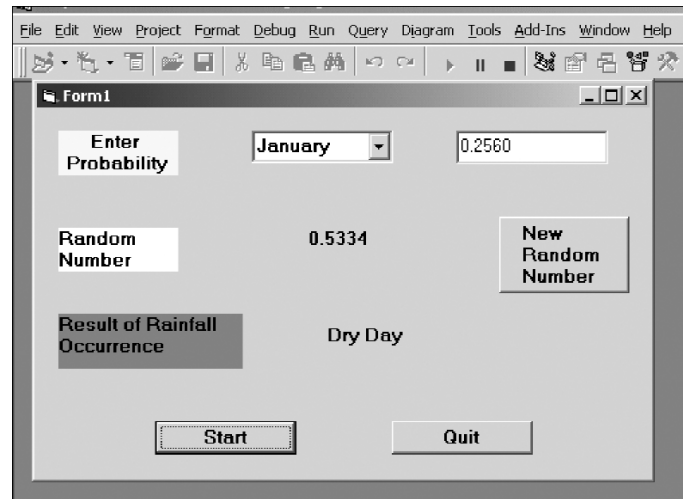 File Edit View Project Format Debug Run Query Diagram Tools Add-Ins Window Help
Form1
Enter
Probability
January
0.2560
Random
Number
0.5334
New
Random
Number
Result of Rainfall
Occurrence
Dry Day
Start
Quit